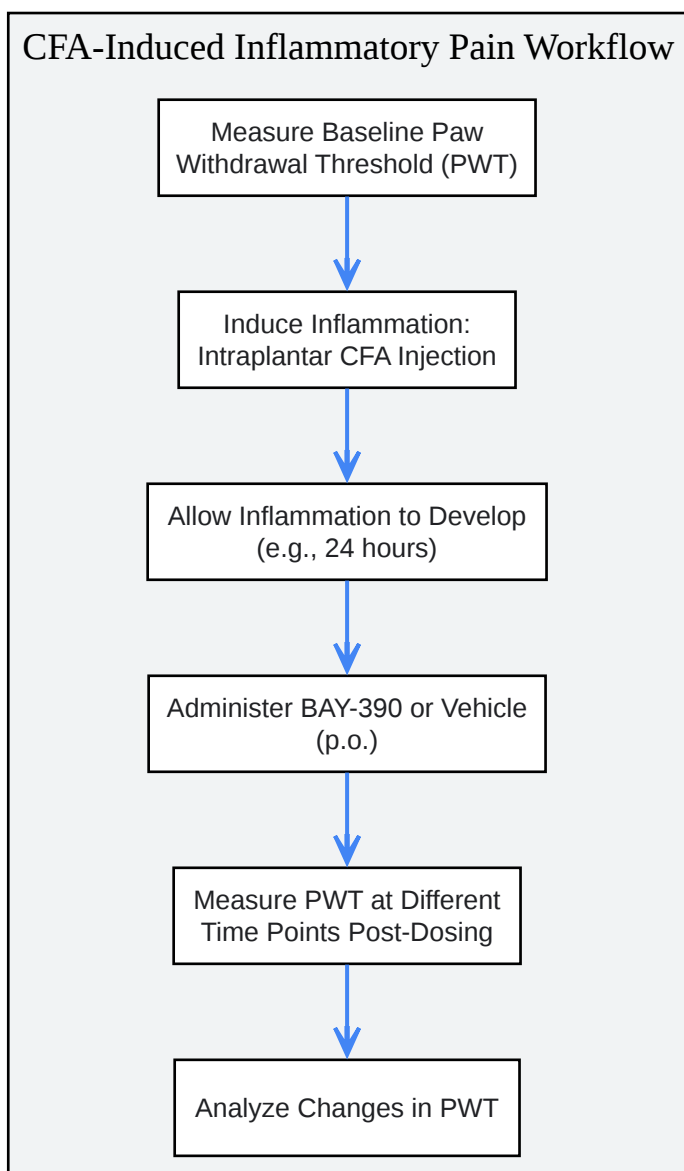 CFA-Induced Inflammatory Pain Workflow
Measure Baseline Paw
Withdrawal Threshold (PWT)
Induce Inflammation:
Intraplantar CFA Injection
Allow Inflammation to Develop
(e.g., 24 hours)
Administer BAY-390 or Vehicle
(p.o.)
Measure PWT at Different
Time Points Post-Dosing
Analyze Changes in PWT